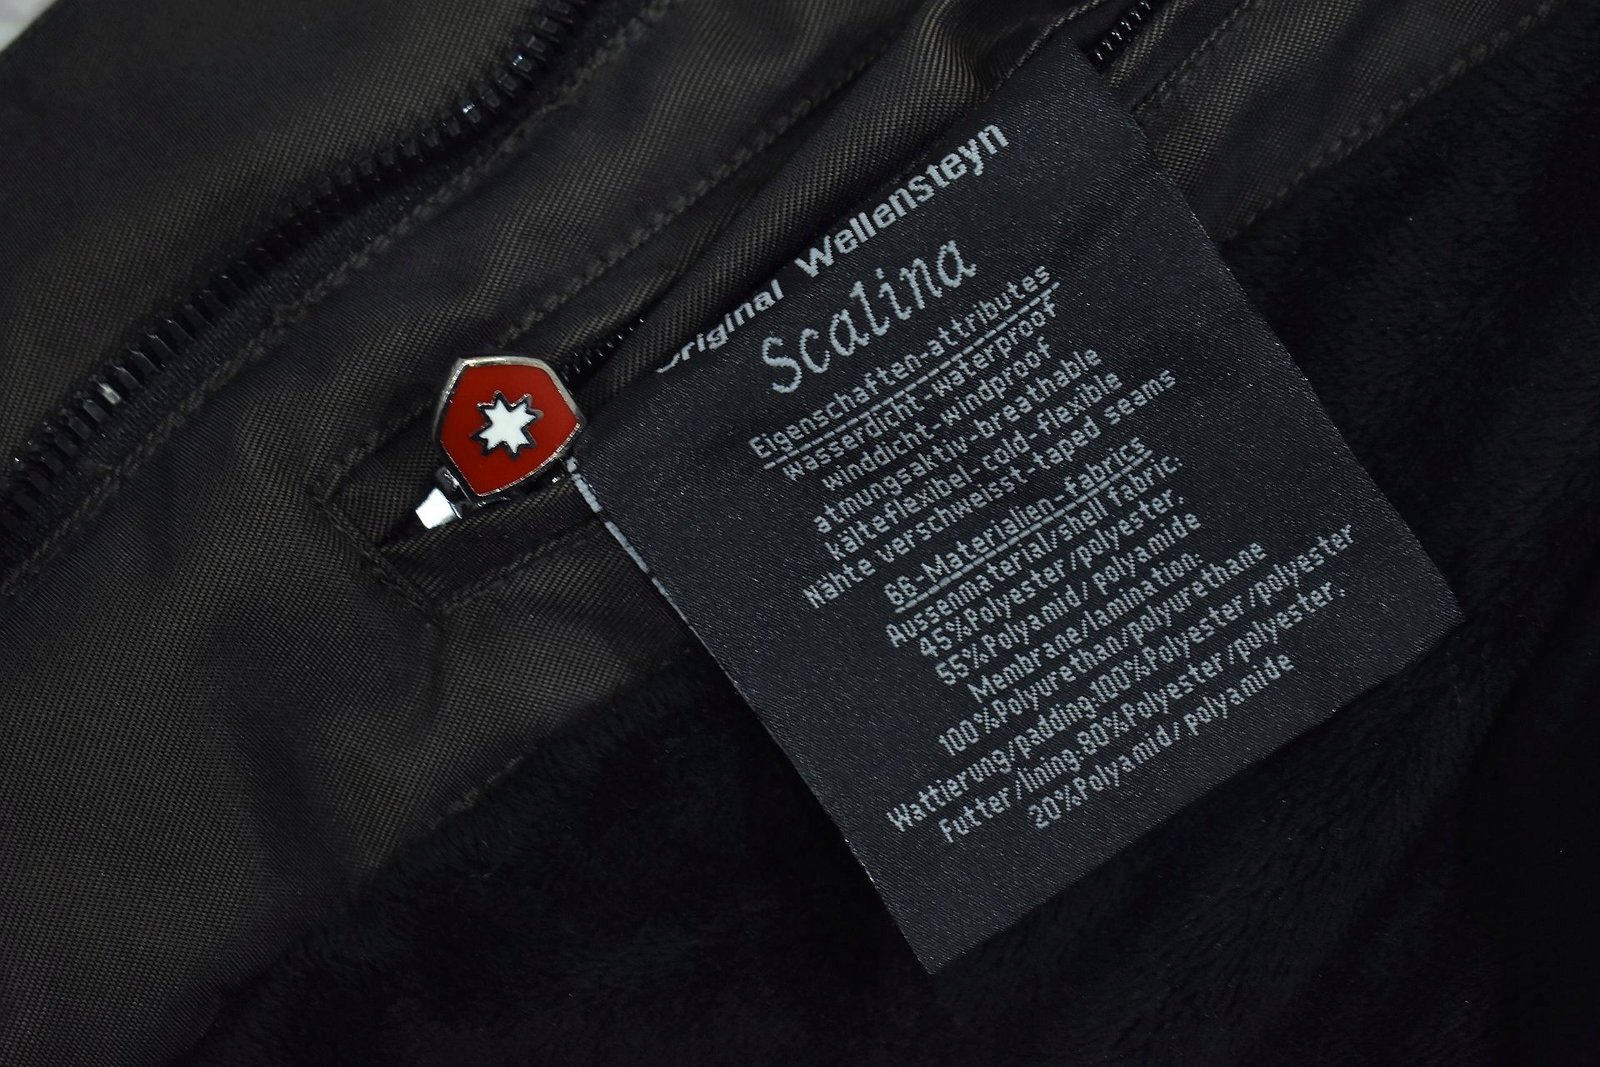 Original Wellensteyn
Scalina
Eigenschaften-attributes
wasserdicht-waterproof
winddicht-windproof
atmungsaktiv-breathable
kälteflexibel-cold-flexible
Nähte verschweisst-taped seams
66-Materialien-fabrics
Aussenmaterial/shell fabric:
45%Polyester/polyester,
55%Polyamid/polyamide
Membrane/lamination:
100%Polyurethan/polyurethane
Wattierung/padding:100%Polyester/polyester
Futter/lining:80%Polyester/polyester,
20%Polyamid/polyamide